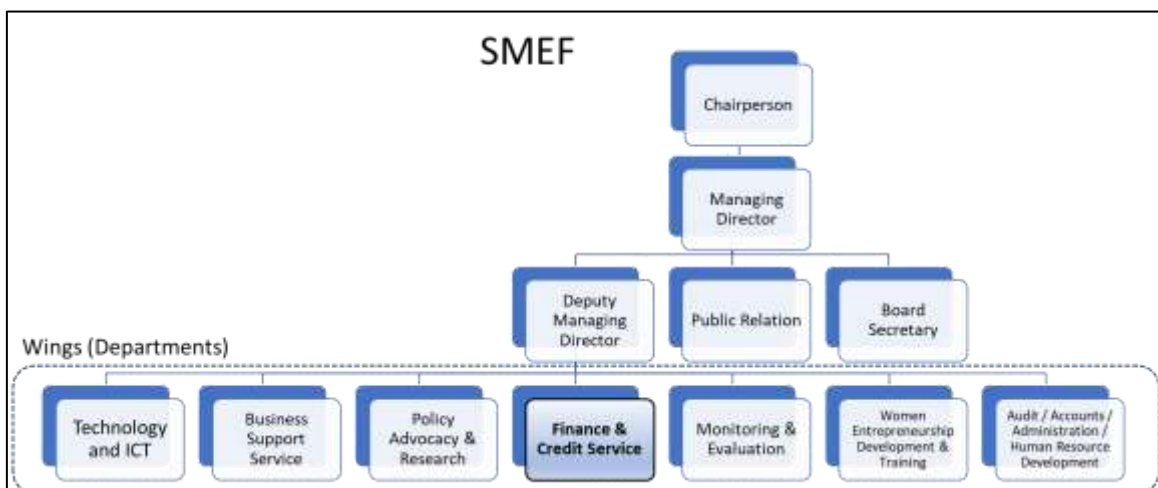 SMEF
Chairperson
Managing
Director
Deputy
Managing
Director
Public Relation
Board
Secretary
Wings (Departments)
Technology
and ICT
Business
Support
Service
Policy
Advocacy &
Research
Finance &
Credit Service
Monitoring &
Evaluation
Women
Entrepreneurship
Development &
Training
Audit / Accounts /
Administration /
Human Resource
Development